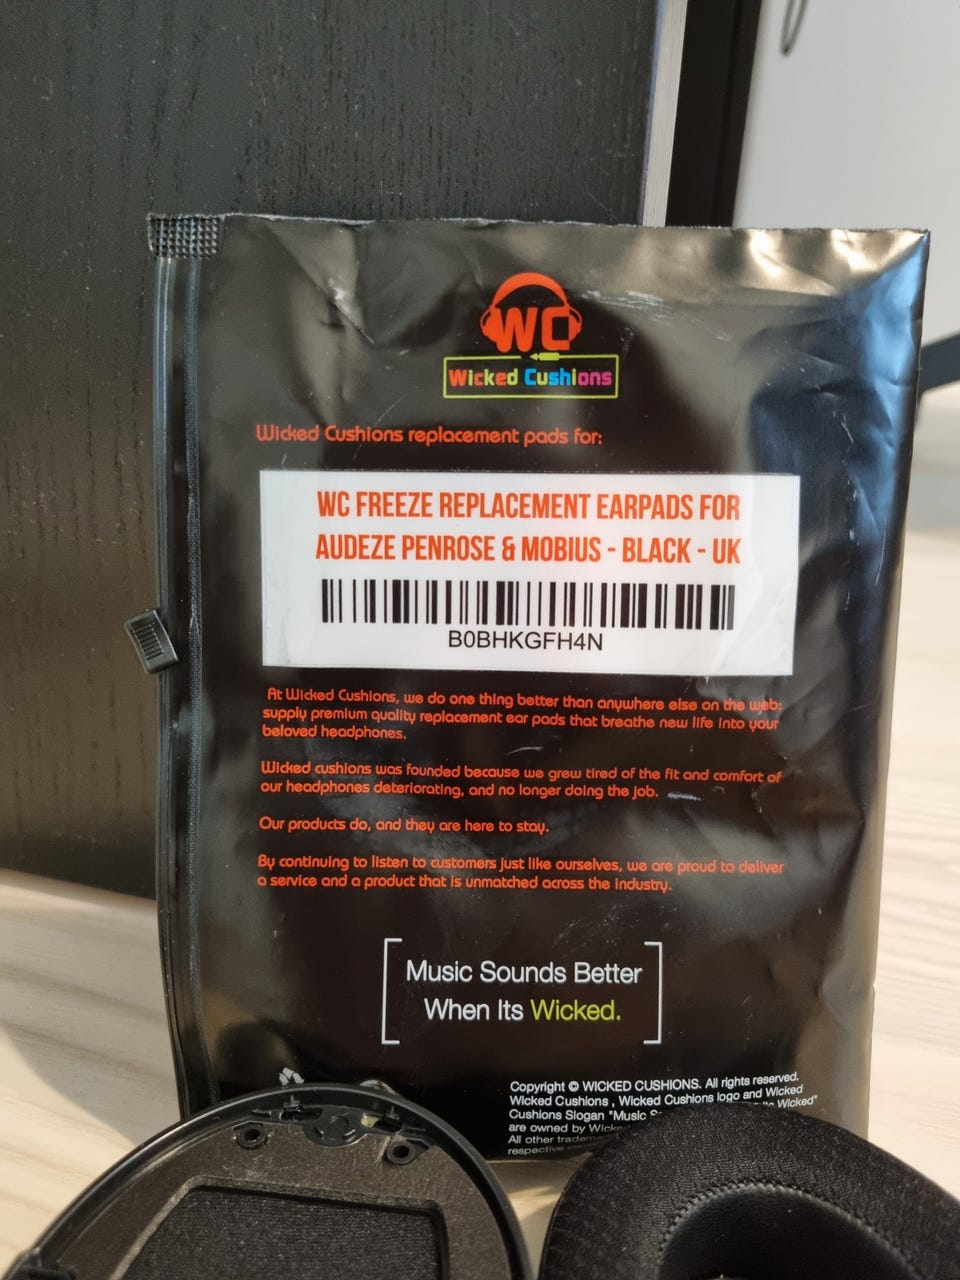 WC
Wicked Cushions
Wicked Cushions replacement pads for:
WC FREEZE REPLACEMENT EARPADS FOR
AUDEZE PENROSE & MOBIUS - BLACK - UK
B0BHKGFH4N
At Wicked Cushions, we do one thing better than anywhere else on the web:
supply premium quality replacement ear pads that breathe new life into your
beloved headphones.
Wicked cushions was founded because we grew tired of the fit and comfort of
our headphones deteriorating, and no longer doing the job.
Our products do, and they are here to stay.
By continuing to listen to customers just like ourselves, we are proud to deliver
a service and a product that is unmatched across the industry.
Music Sounds Better
When Its Wicked.
Copyright © WICKED CUSHIONS. All rights reserved.
Wicked Cushions , Wicked Cushions logo and Wicked
Cushions Slogan "Music Its Wicked"
are owned by
All other
respective